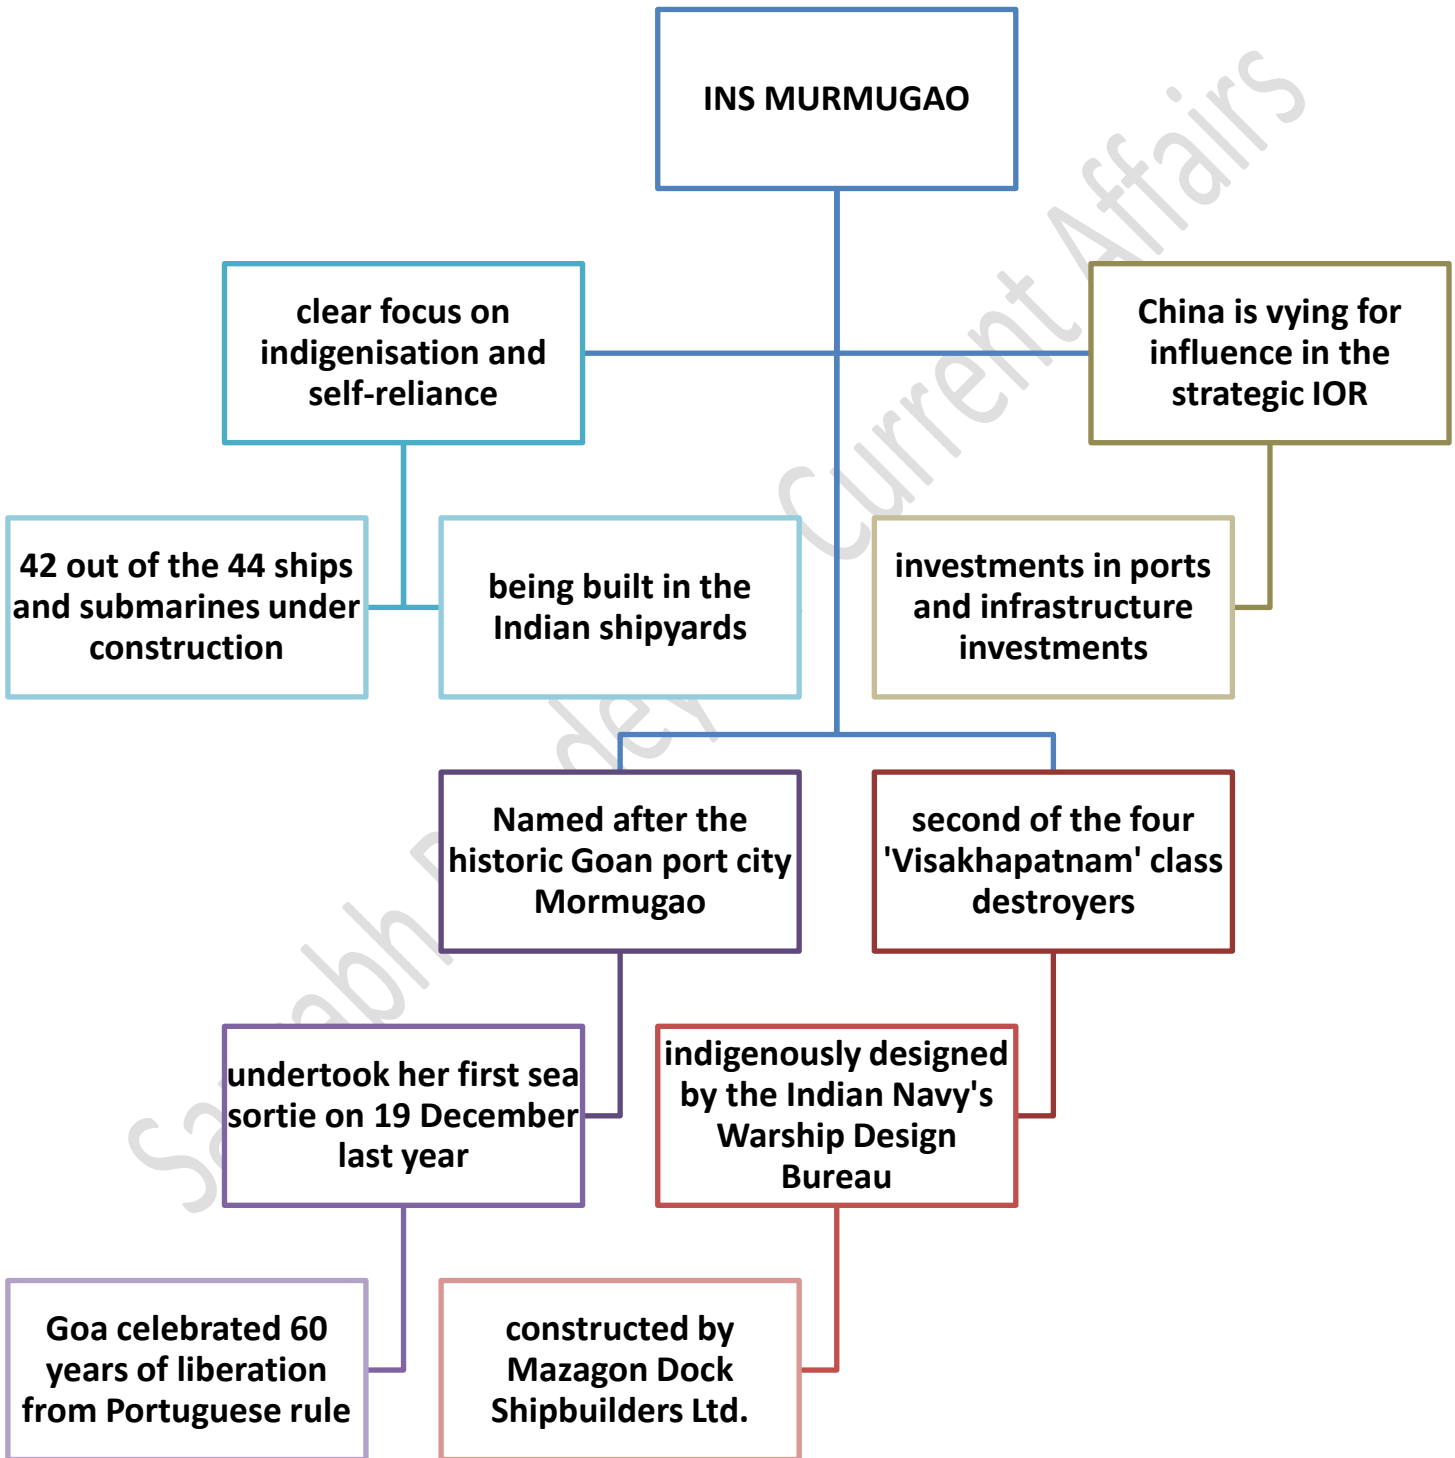 INS MURMUGAO
clear focus on
indigenisation and
self-reliance
China is vying for
influence in the
strategic IOR
42 out of the 44 ships
and submarines under
construction
being built in the
Indian shipyards
investments in ports
and infrastructure
investments
Named after the
historic Goan port city
Mormugao
second of the four
'Visakhapatnam' class
destroyers
undertook her first sea
sortie on 19 December
last year
indigenously designed
by the Indian Navy's
Warship Design
Bureau
Goa celebrated 60
years of liberation
from Portuguese rule
constructed by
Mazagon Dock
Shipbuilders Ltd.
Current Affairs